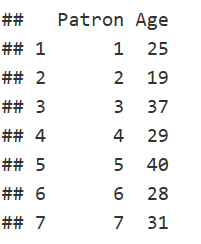 ##   Patron Age
## 1      1  25
## 2      2  19
## 3      3  37
## 4      4  29
## 5      5  40
## 6      6  28
## 7      7  31